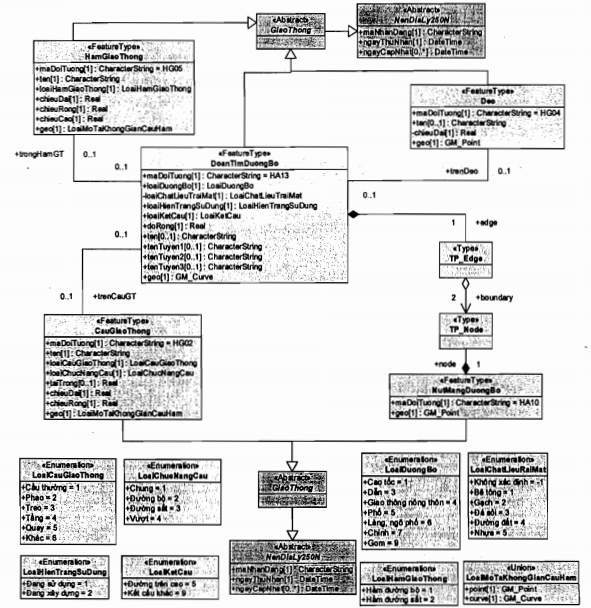 «Abstract»
GiaoThong
«Abstract»
NenDiaLy250N
+maNhanDang[1] : CharacterString
+ngayThuNhan[1] : DateTime
+ngayCapNhat[0..*] : DateTime
«FeatureType»
HamGiaoThong
+maDoiTuong[1] : CharacterString = HG05
+ten[1] : CharacterString
+loaiHamGiaoThong[1] : LoaiHamGiaoThong
+chieuDai[1] : Real
+chieuRong[1] : Real
+chieuCao[1] : Real
+geo[1] : LoaiMoTaKhongGianCauHam
«FeatureType»
Deo
+maDoiTuong[1] : CharacterString = HG04
+ten[0..1] : CharacterString
-chieuDai[1] : Real
+geo[1] : GM_Point
+trongHamGT
0..1
0..1
+trenDeo
0..1
0..1
«FeatureType»
DoanTimDuongBo
+maDoiTuong[1] : CharacterString = HA13
+loaiDuongBo[1] : LoaiDuongBo
-loaiChatLieuTraiMat[1] : LoaiChatLieuTraiMat
+loaiHienTrangSuDung[1] : LoaiHienTrangSuDung
+loaiKetCau[1] : LoaiKetCau
+doRong[1] : Real
+ten[0..1] : CharacterString
+tenTuyen1[0..1] : CharacterString
+tenTuyen2[0..1] : CharacterString
+tenTuyen3[0..1] : CharacterString
+geo[1] : GM_Curve
0..1
0..1
+trenCauGT
1
+edge
«Type»
TP_Edge
2
+boundary
«Type»
TP_Node
+node
1
«FeatureType»
CauGiaoThong
+maDoiTuong[1] : CharacterString = HG02
+ten[1] : CharacterString
+loaiCauGiaoThong[1] : LoaiCauGiaoThong
+loaiChucNangCau[1] : LoaiChucNangCau
+taiTrong[0..1] : Real
+chieuDai[1] : Real
+chieuRong[1] : Real
+geo[1] : LoaiMoTaKhongGianCauHam
«FeatureType»
NutMangDuongBo
+maDoiTuong[1] : CharacterString = HA10
+geo[1] : GM_Point
«Enumeration»
LoaiCauGiaoThong
+Cầu thường = 1
+Phao = 2
+Treo = 3
+Tầng = 4
+Quay = 5
+Khác = 6
«Enumeration»
LoaiChucNangCau
+Chung = 1
+Đường bộ = 2
+Đường sắt = 3
+Vượt = 4
«Abstract»
GiaoThong
«Enumeration»
LoaiDuongBo
+Cao tốc = 1
+Dẫn = 3
+Giao thông nông thôn = 4
+Phố = 5
+Làng, ngõ phố = 6
+Chính = 7
+Gom = 9
«Enumeration»
LoaiChatLieuRaiMat
+Không xác định = -1
+Bê tông = 1
+Gạch = 2
+Đá sỏi = 3
+Đường đất = 4
+Nhựa = 5
«Enumeration»
LoaiHienTrangSuDung
+Đang sử dụng = 1
+Đang xây dựng = 2
«Enumeration»
LoaiKetCau
+Đường trên cao = 5
+Kết cấu khác = 9
«Abstract»
NenDiaLy250N
+maNhanDang[1] : CharacterString
+ngayThuNhan[1] : DateTime
+ngayCapNhat[0..*] : DateTime
«Enumeration»
LoaiHamGiaoThong
+Hầm đường bộ = 1
+Hầm đường sắt = 2
«Union»
LoaiMoTaKhongGianCauHam
+point[1] : GM_Point
+curve[1] : GM_Curve